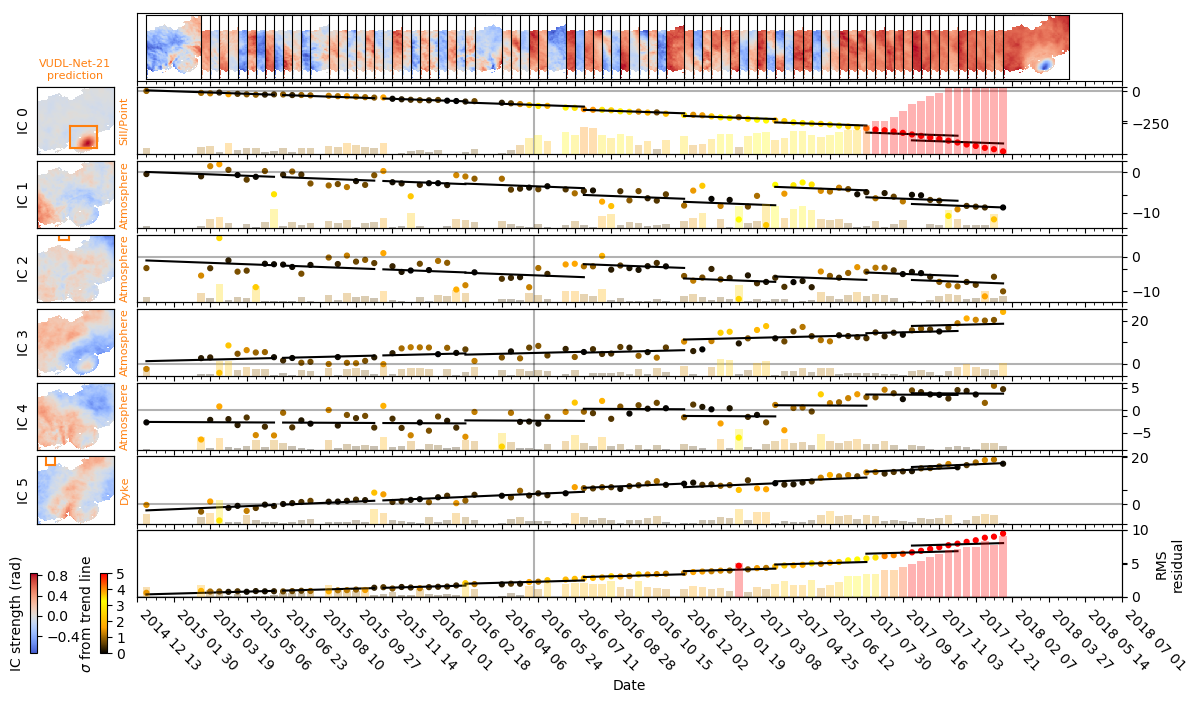 VUDL-Net-21
prediction
IC 0
Sill/Point
0
−250
IC 1
Atmosphere
0
−10
IC 2
Atmosphere
0
−10
IC 3
Atmosphere
20
0
IC 4
Atmosphere
5
0
−5
IC 5
Dyke
20
0
10
5
0
RMS
residual
IC strength (rad)
0.8
0.4
0.0
−0.4
σ from trend line
5
4
3
2
1
0
2014 12 13
2015 01 30
2015 03 19
2015 05 06
2015 06 23
2015 08 10
2015 09 27
2015 11 14
2016 01 01
2016 02 18
2016 04 06
2016 05 24
2016 07 11
2016 08 28
2016 10 15
2016 12 02
2017 01 19
2017 03 08
2017 04 25
2017 06 12
2017 07 30
2017 09 16
2017 11 03
2017 12 21
2018 02 07
2018 03 27
2018 05 14
2018 07 01
Date